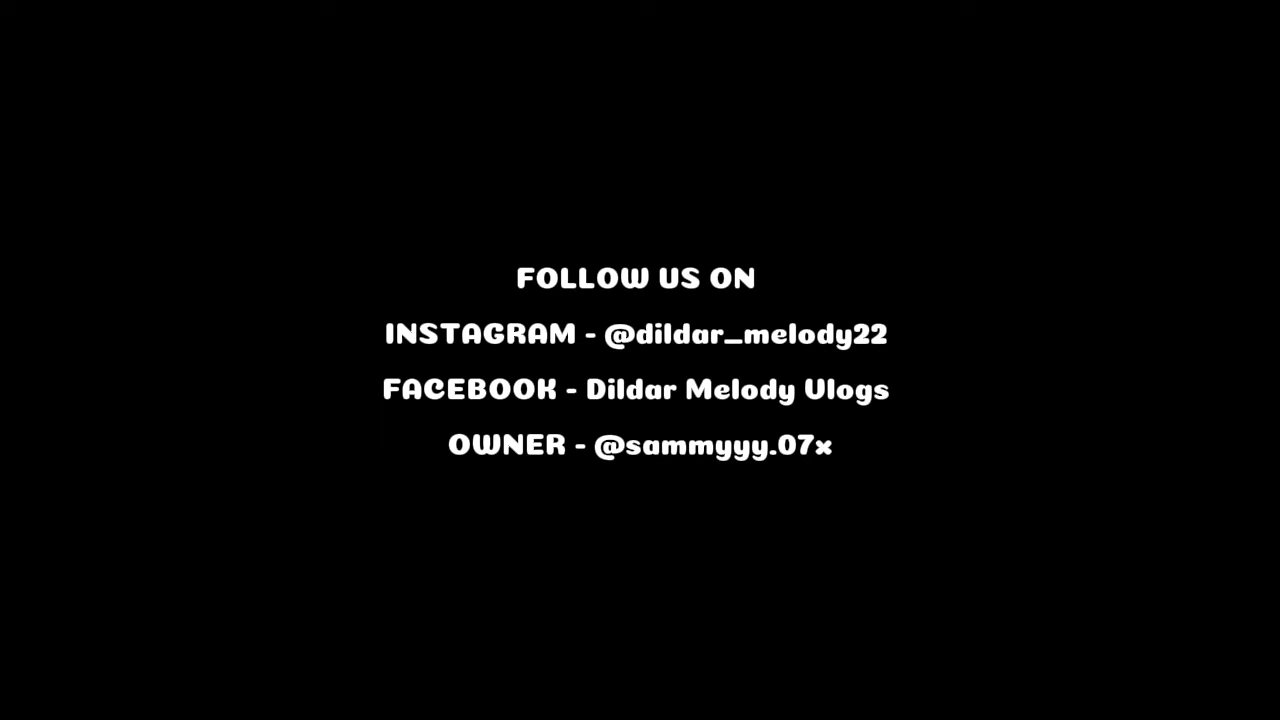 FOLLOW US ON
INSTAGRAM - @dildar_melody22
FACEBOOK - Dildar Melody Vlogs
OWNER - @sammyyy.07x